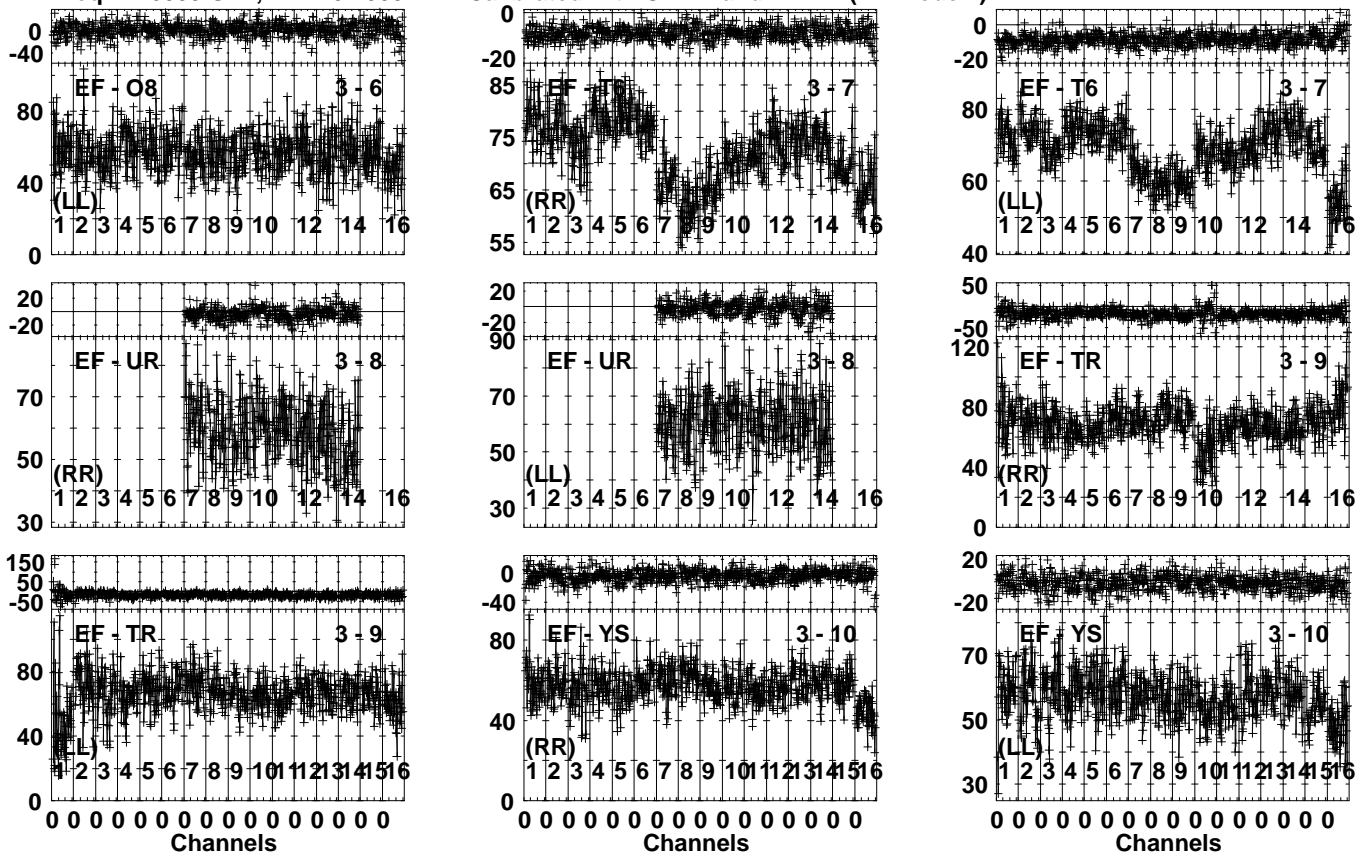 0 -40 0 -20 0 -20
EF - O8 3 - 6 EF - T6 3 - 7 EF - T6 3 - 7
80 40 0 85 75 65 55 80 60 40
(LL) (RR) (LL)
1 2 3 4 5 6 7 8 9 10 12 14 16 1 2 3 4 5 6 7 8 9 10 12 14 16 1 2 3 4 5 6 7 8 9 10 12 14 16
20 -20 20 -20 50 -50
EF - UR 3 - 8 EF - UR 3 - 8 EF - TR 3 - 9
70 50 30 90 70 50 30 120 80 40 0
(RR) (LL) (RR)
1 2 3 4 5 6 7 8 9 10 12 14 16 1 2 3 4 5 6 7 8 9 10 12 14 16 1 2 3 4 5 6 7 8 9 10 12 14 16
150 50 -50 0 -40 20 -20
EF - TR 3 - 9 EF - YS 3 - 10 EF - YS 3 - 10
80 40 0 80 40 0 70 50 30
(LL) (RR) (LL)
1 2 3 4 5 6 7 8 9 10 11 12 13 14 15 16 1 2 3 4 5 6 7 8 9 10 11 12 13 14 15 16 1 2 3 4 5 6 7 8 9 10 11 12 13 14 15 16
0 0 0 0 0 0 0 0 0 0 0 0 0 0 0 0 0 0 0 0 0 0 0 0 0 0 0 0 0 0 0 0 0 0 0 0 0 0 0 0 0 0 0 0 0 0 0 0
Channels Channels Channels